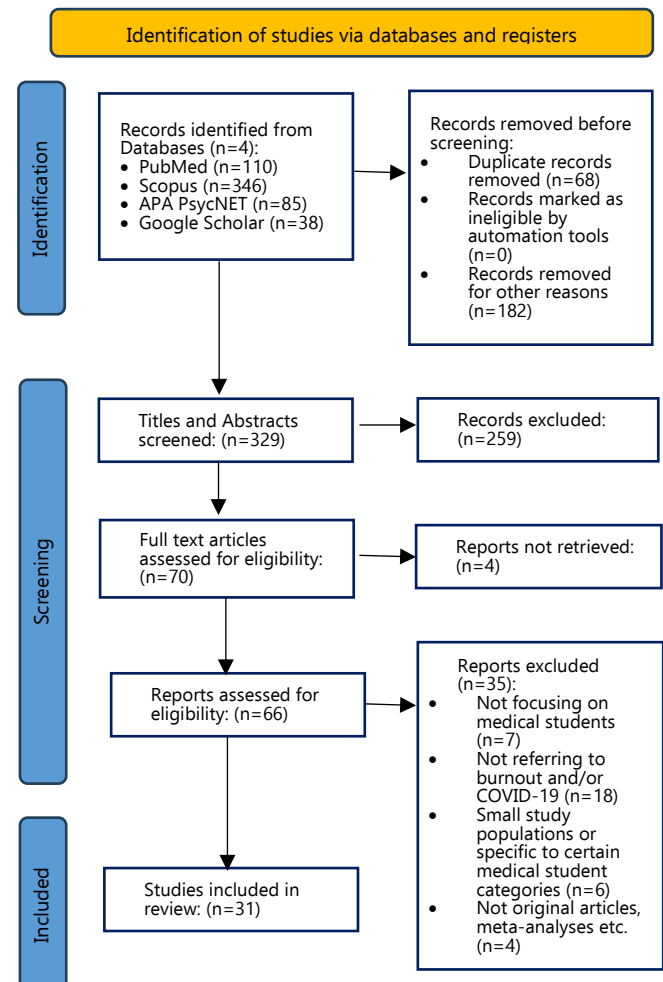 Identification of studies via databases and registers
Identification
Records identified from
Databases (n=4):
• PubMed (n=110)
• Scopus (n=346)
• APA PsycNET (n=85)
• Google Scholar (n=38)
Records removed before
screening:
• Duplicate records
removed (n=68)
• Records marked as
ineligible by
automation tools
(n=0)
• Records removed
for other reasons
(n=182)
Screening
Titles and Abstracts
screened: (n=329)
Records excluded:
(n=259)
Full text articles
assessed for eligibility:
(n=70)
Reports not retrieved:
(n=4)
Reports assessed for
eligibility: (n=66)
Reports excluded
(n=35):
• Not focusing on
medical students
(n=7)
• Not referring to
burnout and/or
COVID-19 (n=18)
• Small study
populations or
specific to certain
medical student
categories (n=6)
• Not original articles,
meta-analyses etc.
(n=4)
Included
Studies included in
review: (n=31)